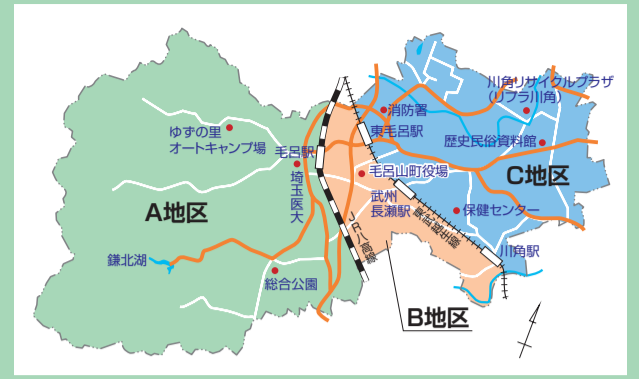 川角リサイクルプラザ
(リプラ川角)
消防署
ゆずの里
オートキャンプ場
東毛呂駅
歴史民俗資料館
毛呂駅
毛呂山町役場
C地区
埼玉医大
A地区
武州
長瀬駅
保健センター
JR八高線
東武越生線
鎌北湖
川角駅
総合公園
B地区